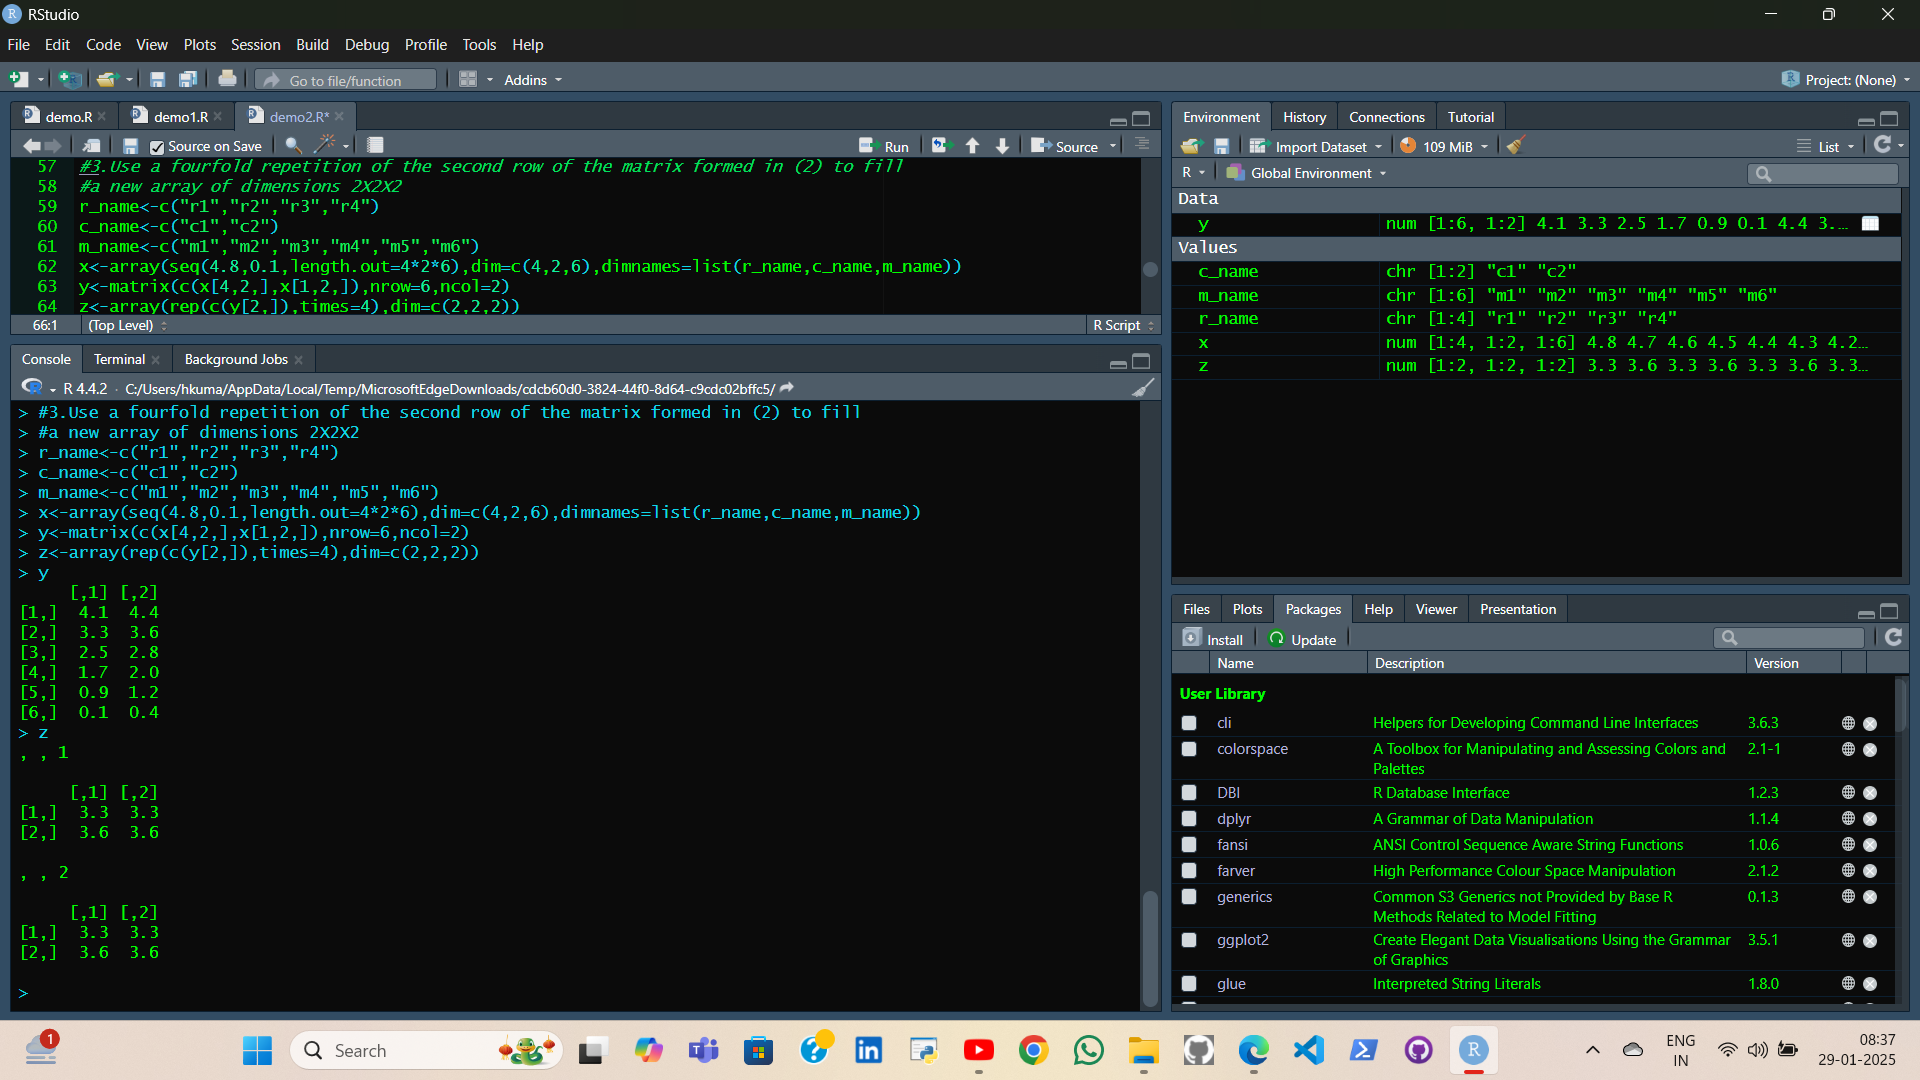 RStudio
File Edit Code View Plots Session Build Debug Profile Tools Help
Go to file/function Addins Project: (None)
demo.R demo1.R demo2.R*
Source on Save Run Source
57 #3.Use a fourfold repetition of the second row of the matrix formed in (2) to fill
58 #a new array of dimensions 2X2X2
59 r_name<-c("r1","r2","r3","r4")
60 c_name<-c("c1","c2")
61 m_name<-c("m1","m2","m3","m4","m5","m6")
62 x<-array(seq(4.8,0.1,length.out=4*2*6),dim=c(4,2,6),dimnames=list(r_name,c_name,m_name))
63 y<-matrix(c(x[4,2,],x[1,2,]),nrow=6,ncol=2)
64 z<-array(rep(c(y[2,]),times=4),dim=c(2,2,2))
66:1 (Top Level) R Script
Console Terminal Background Jobs
R 4.4.2 · C:/Users/hkuma/AppData/Local/Temp/MicrosoftEdgeDownloads/cdcb60d0-3824-44f0-8d64-c9cdc02bffc5/
> #3.Use a fourfold repetition of the second row of the matrix formed in (2) to fill
> #a new array of dimensions 2X2X2
> r_name<-c("r1","r2","r3","r4")
> c_name<-c("c1","c2")
> m_name<-c("m1","m2","m3","m4","m5","m6")
> x<-array(seq(4.8,0.1,length.out=4*2*6),dim=c(4,2,6),dimnames=list(r_name,c_name,m_name))
> y<-matrix(c(x[4,2,],x[1,2,]),nrow=6,ncol=2)
> z<-array(rep(c(y[2,]),times=4),dim=c(2,2,2))
> y
[,1] [,2]
[1,] 4.1 4.4
[2,] 3.3 3.6
[3,] 2.5 2.8
[4,] 1.7 2.0
[5,] 0.9 1.2
[6,] 0.1 0.4
> z
, , 1
[,1] [,2]
[1,] 3.3 3.3
[2,] 3.6 3.6
, , 2
[,1] [,2]
[1,] 3.3 3.3
[2,] 3.6 3.6
>
Environment History Connections Tutorial
Import Dataset 109 MiB List
R Global Environment
Data
y num [1:6, 1:2] 4.1 3.3 2.5 1.7 0.9 0.1 4.4 3.…
Values
c_name chr [1:2] "c1" "c2"
m_name chr [1:6] "m1" "m2" "m3" "m4" "m5" "m6"
r_name chr [1:4] "r1" "r2" "r3" "r4"
x num [1:4, 1:2, 1:6] 4.8 4.7 4.6 4.5 4.4 4.3 4.2…
z num [1:2, 1:2, 1:2] 3.3 3.6 3.3 3.6 3.3 3.6 3.3…
Files Plots Packages Help Viewer Presentation
Install Update
Name Description Version
User Library
cli Helpers for Developing Command Line Interfaces 3.6.3
colorspace A Toolbox for Manipulating and Assessing Colors and 2.1-1
Palettes
DBI R Database Interface 1.2.3
dplyr A Grammar of Data Manipulation 1.1.4
fansi ANSI Control Sequence Aware String Functions 1.0.6
farver High Performance Colour Space Manipulation 2.1.2
generics Common S3 Generics not Provided by Base R 0.1.3
Methods Related to Model Fitting
ggplot2 Create Elegant Data Visualisations Using the Grammar 3.5.1
of Graphics
glue Interpreted String Literals 1.8.0
1 Search ENG 08:37
IN 29-01-2025